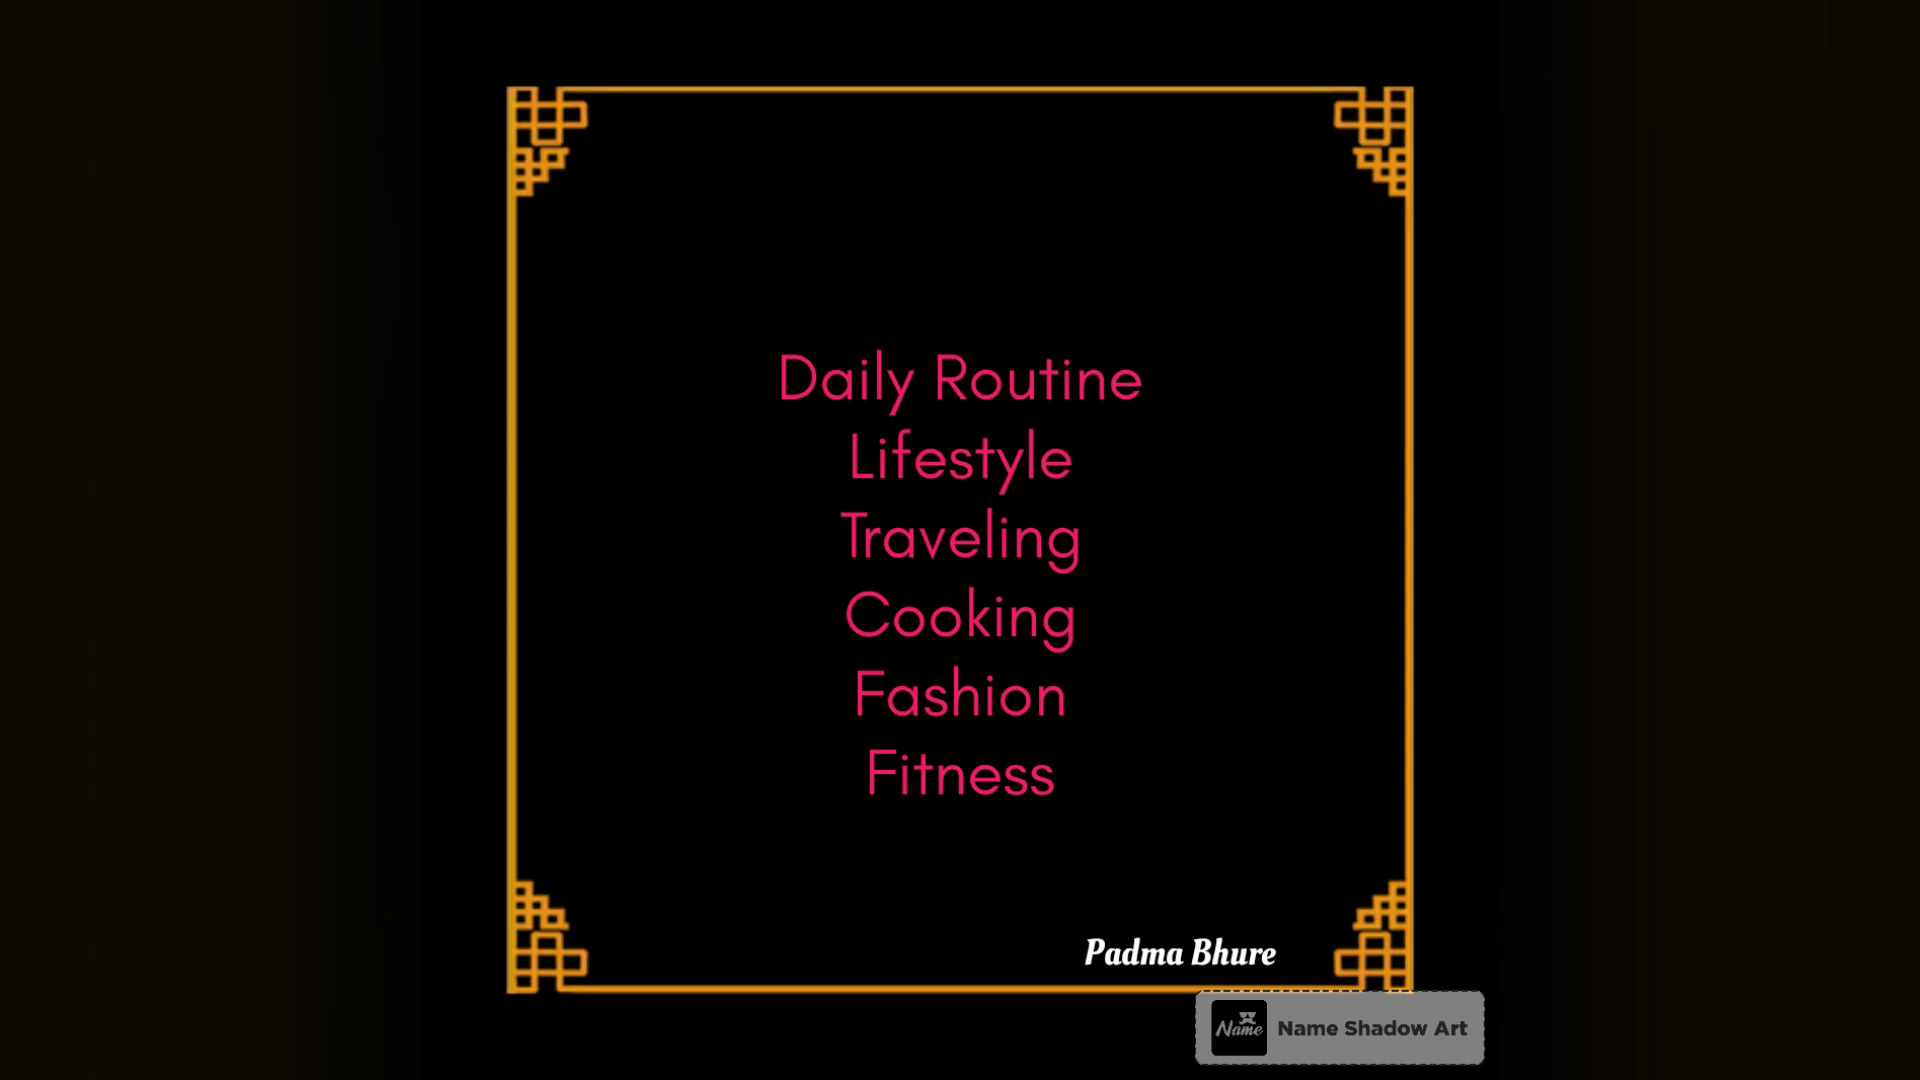 Daily Routine
Lifestyle
Traveling
Cooking
Fashion
Fitness
Padma Bhure
Name
Name Shadow Art